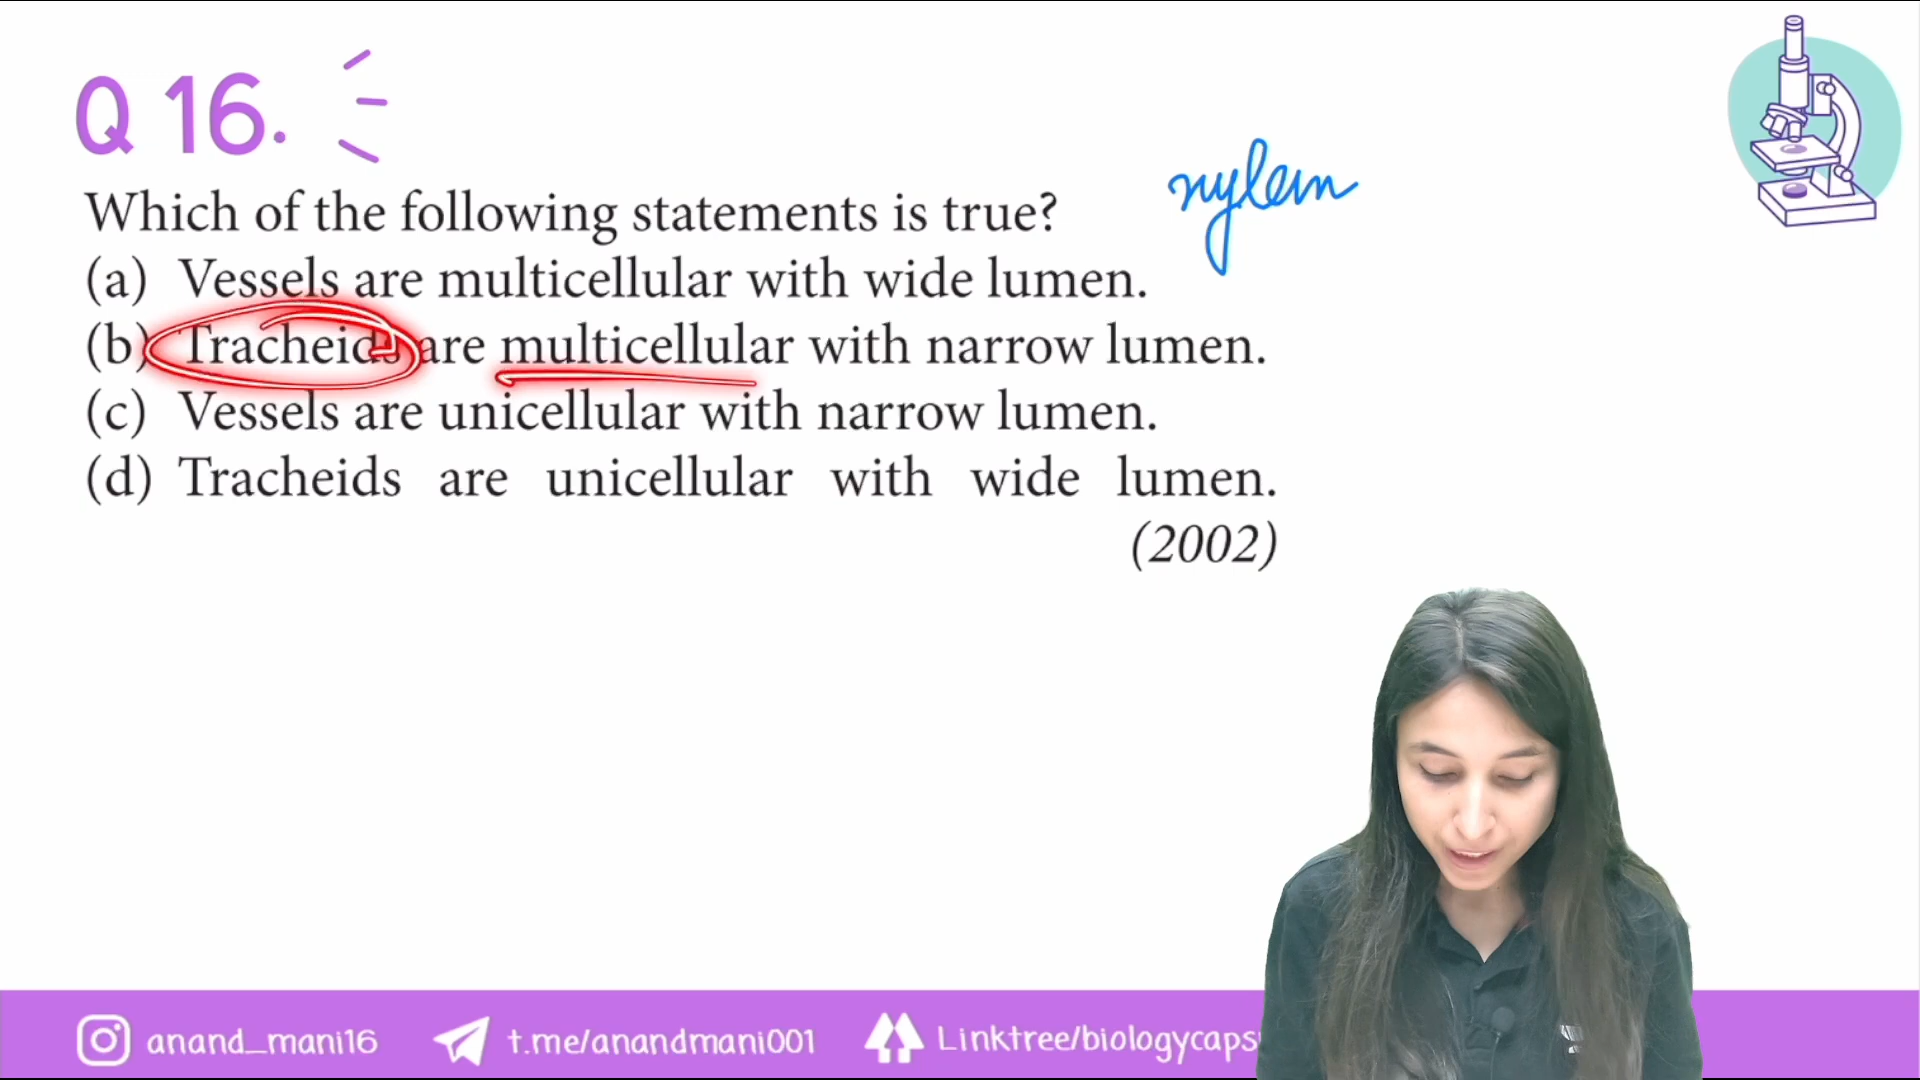 Q 16.
xylem
Which of the following statements is true?
(a) Vessels are multicellular with wide lumen.
(b) Tracheids are multicellular with narrow lumen.
(c) Vessels are unicellular with narrow lumen.
(d) Tracheids are unicellular with wide lumen.
(2002)
anand_mani16
t.me/anandmani001
Linktree/biologycaps